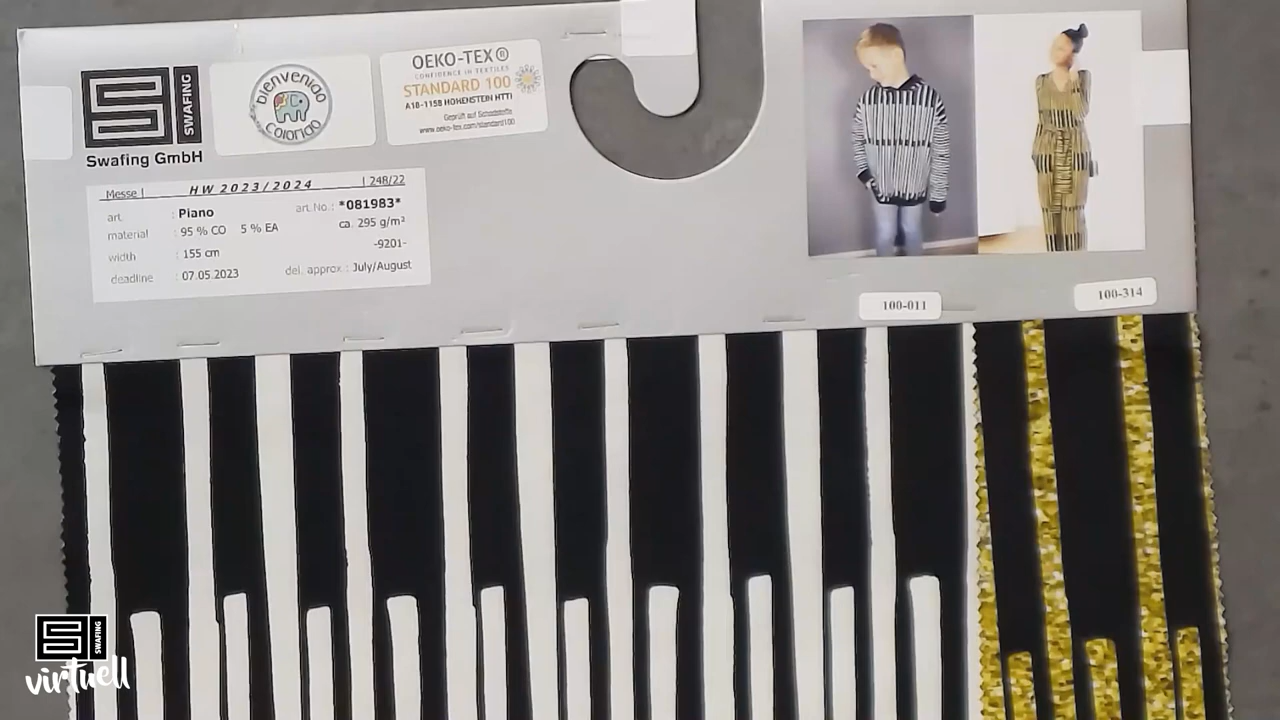 SWAFING
Swafing GmbH
BIENVENIDO
COLORIDO
OEKO-TEX®
CONFIDENCE IN TEXTILES
STANDARD 100
A18-1158 HOHENSTEIN HTTI
Geprüft auf Schadstoffe
www.oeko-tex.com/standard100
Messe | HW 2023/2024 | 248/22
art. : Piano art.No.: *081983*
material : 95 % CO 5 % EA ca. 295 g/m²
width : 155 cm -9201-
deadline : 07.05.2023 del. approx.: July/August
100-011
100-314
SWAFING
virtuell